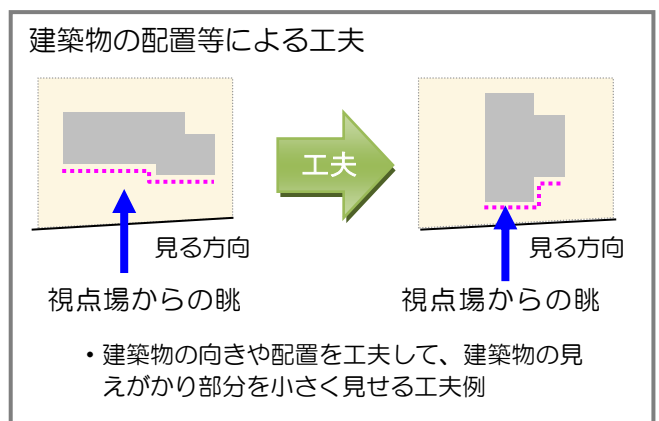 建築物の配置等による工夫
工夫
見る方向
見る方向
視点場からの眺
視点場からの眺
・建築物の向きや配置を工夫して、建築物の見
えがかり部分を小さく見せる工夫例